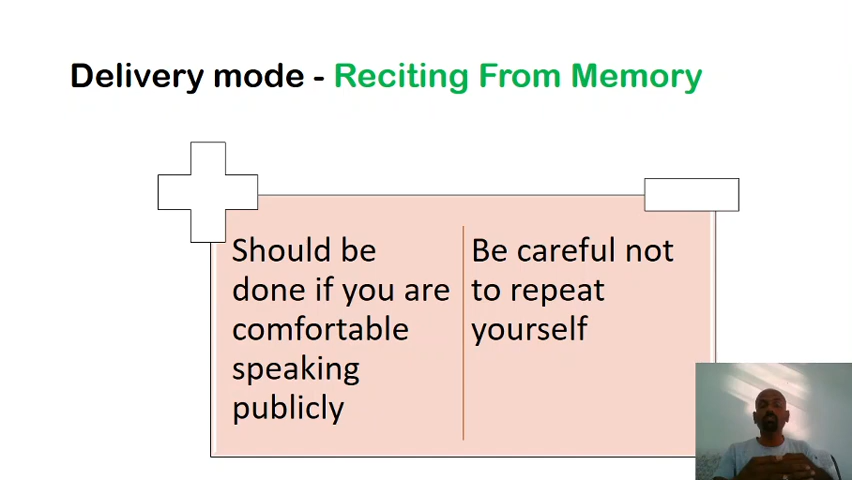 Delivery mode - Reciting From Memory
Should be
done if you are
comfortable
speaking
publicly
Be careful not
to repeat
yourself